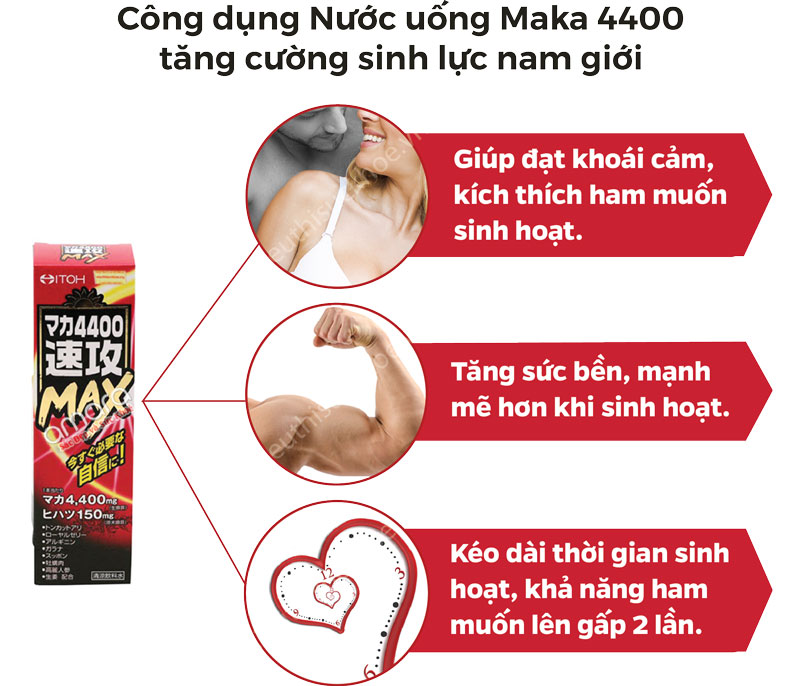 Công dụng Nước uống Maka 4400
tăng cường sinh lực nam giới
Giúp đạt khoái cảm,
kích thích ham muốn
sinh hoạt.
Tăng sức bền, mạnh
mẽ hơn khi sinh hoạt.
Kéo dài thời gian sinh
hoạt, khả năng ham
muốn lên gấp 2 lần.
ITOH
マカ4400
速攻
MAX
今すぐ必要な
自信に!
マカ4,400mg
ヒハツ150mg
•トンカットアリ
•ローヤルゼリー
•アルギニン
•ガラナ
•スッポン
•牡蠣肉
•高麗人参
•生姜 配合
清涼飲料水
12
3
6